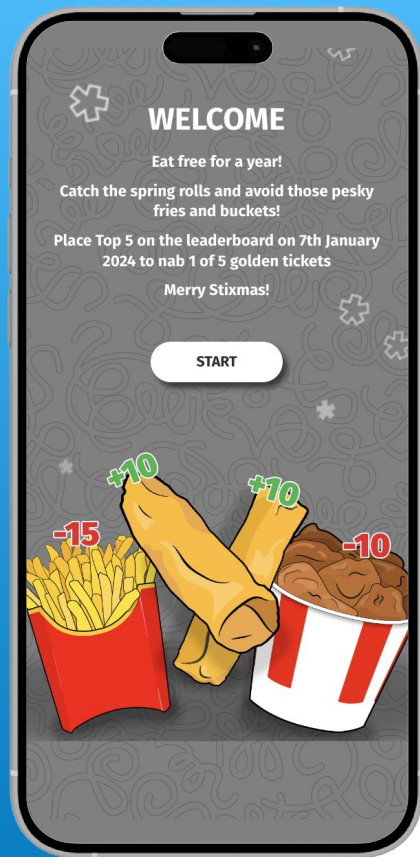 WELCOME
Eat free for a year!
Catch the spring rolls and avoid those pesky
fries and buckets!
Place Top 5 on the leaderboard on 7th January
2024 to nab 1 of 5 golden tickets
Merry Stixmas!
START
+10
+10
-15
-10